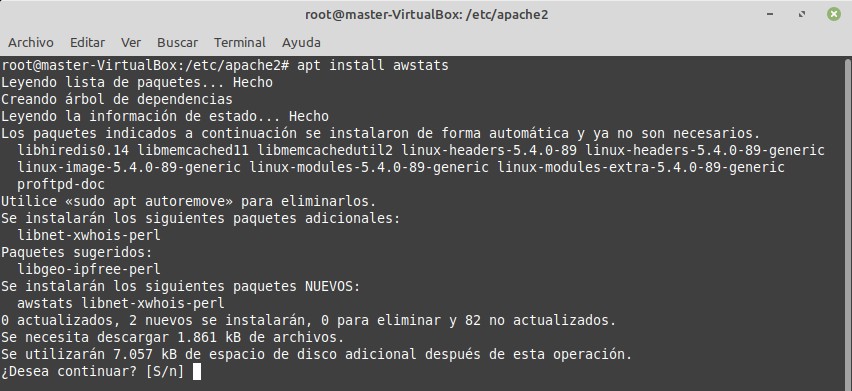 root@master-VirtualBox: /etc/apache2
Archivo Editar Ver Buscar Terminal Ayuda
root@master-VirtualBox:/etc/apache2# apt install awstats
Leyendo lista de paquetes... Hecho
Creando árbol de dependencias
Leyendo la información de estado... Hecho
Los paquetes indicados a continuación se instalaron de forma automática y ya no son necesarios.
  libhiredis0.14 libmemcached11 libmemcachedutil2 linux-headers-5.4.0-89 linux-headers-5.4.0-89-generic
  linux-image-5.4.0-89-generic linux-modules-5.4.0-89-generic linux-modules-extra-5.4.0-89-generic
  proftpd-doc
Utilice «sudo apt autoremove» para eliminarlos.
Se instalarán los siguientes paquetes adicionales:
  libnet-xwhois-perl
Paquetes sugeridos:
  libgeo-ipfree-perl
Se instalarán los siguientes paquetes NUEVOS:
  awstats libnet-xwhois-perl
0 actualizados, 2 nuevos se instalarán, 0 para eliminar y 82 no actualizados.
Se necesita descargar 1.861 kB de archivos.
Se utilizarán 7.057 kB de espacio de disco adicional después de esta operación.
¿Desea continuar? [S/n]